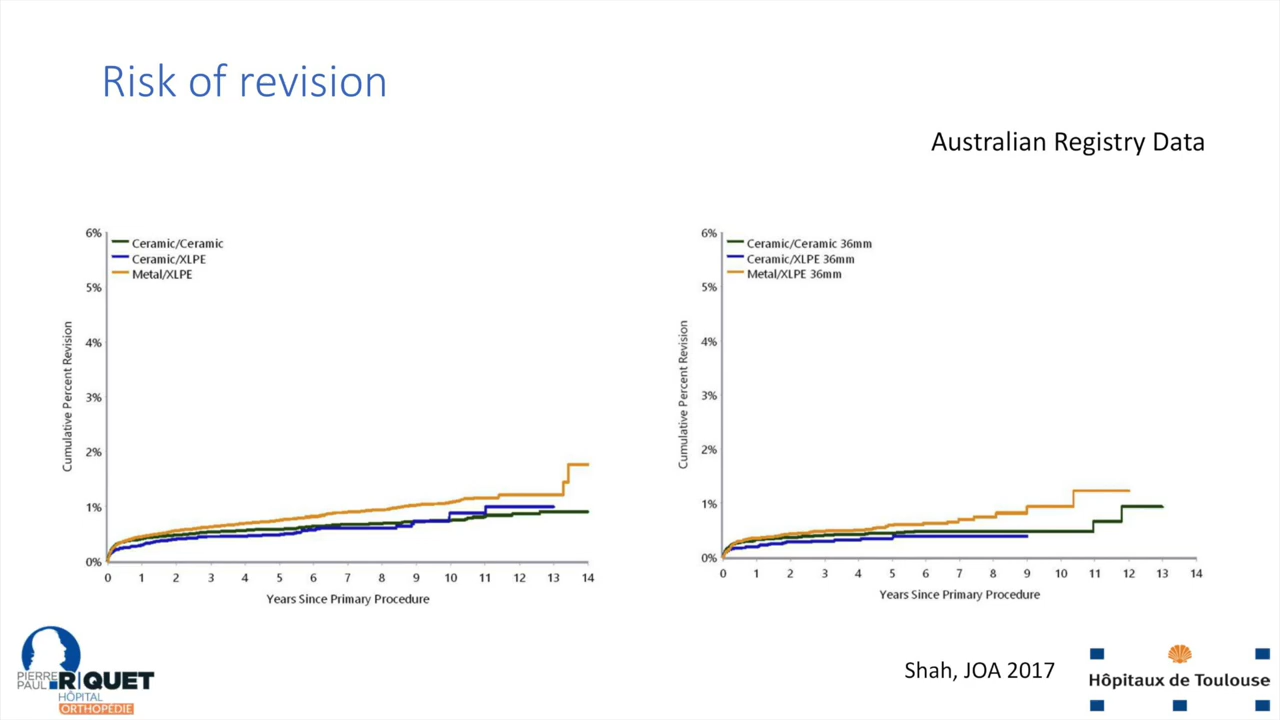 Risk of revision
Australian Registry Data
6%
5%
4%
3%
2%
1%
0%
Cumulative Percent Revision
Ceramic/Ceramic
Ceramic/XLPE
Metal/XLPE
0 1 2 3 4 5 6 7 8 9 10 11 12 13 14
Years Since Primary Procedure
6%
5%
4%
3%
2%
1%
0%
Cumulative Percent Revision
Ceramic/Ceramic 36mm
Ceramic/XLPE 36mm
Metal/XLPE 36mm
0 1 2 3 4 5 6 7 8 9 10 11 12 13 14
Years Since Primary Procedure
PIERRE
PAUL RIQUET
HÔPITAL
ORTHOPÉDIE
Shah, JOA 2017
Hôpitaux de Toulouse